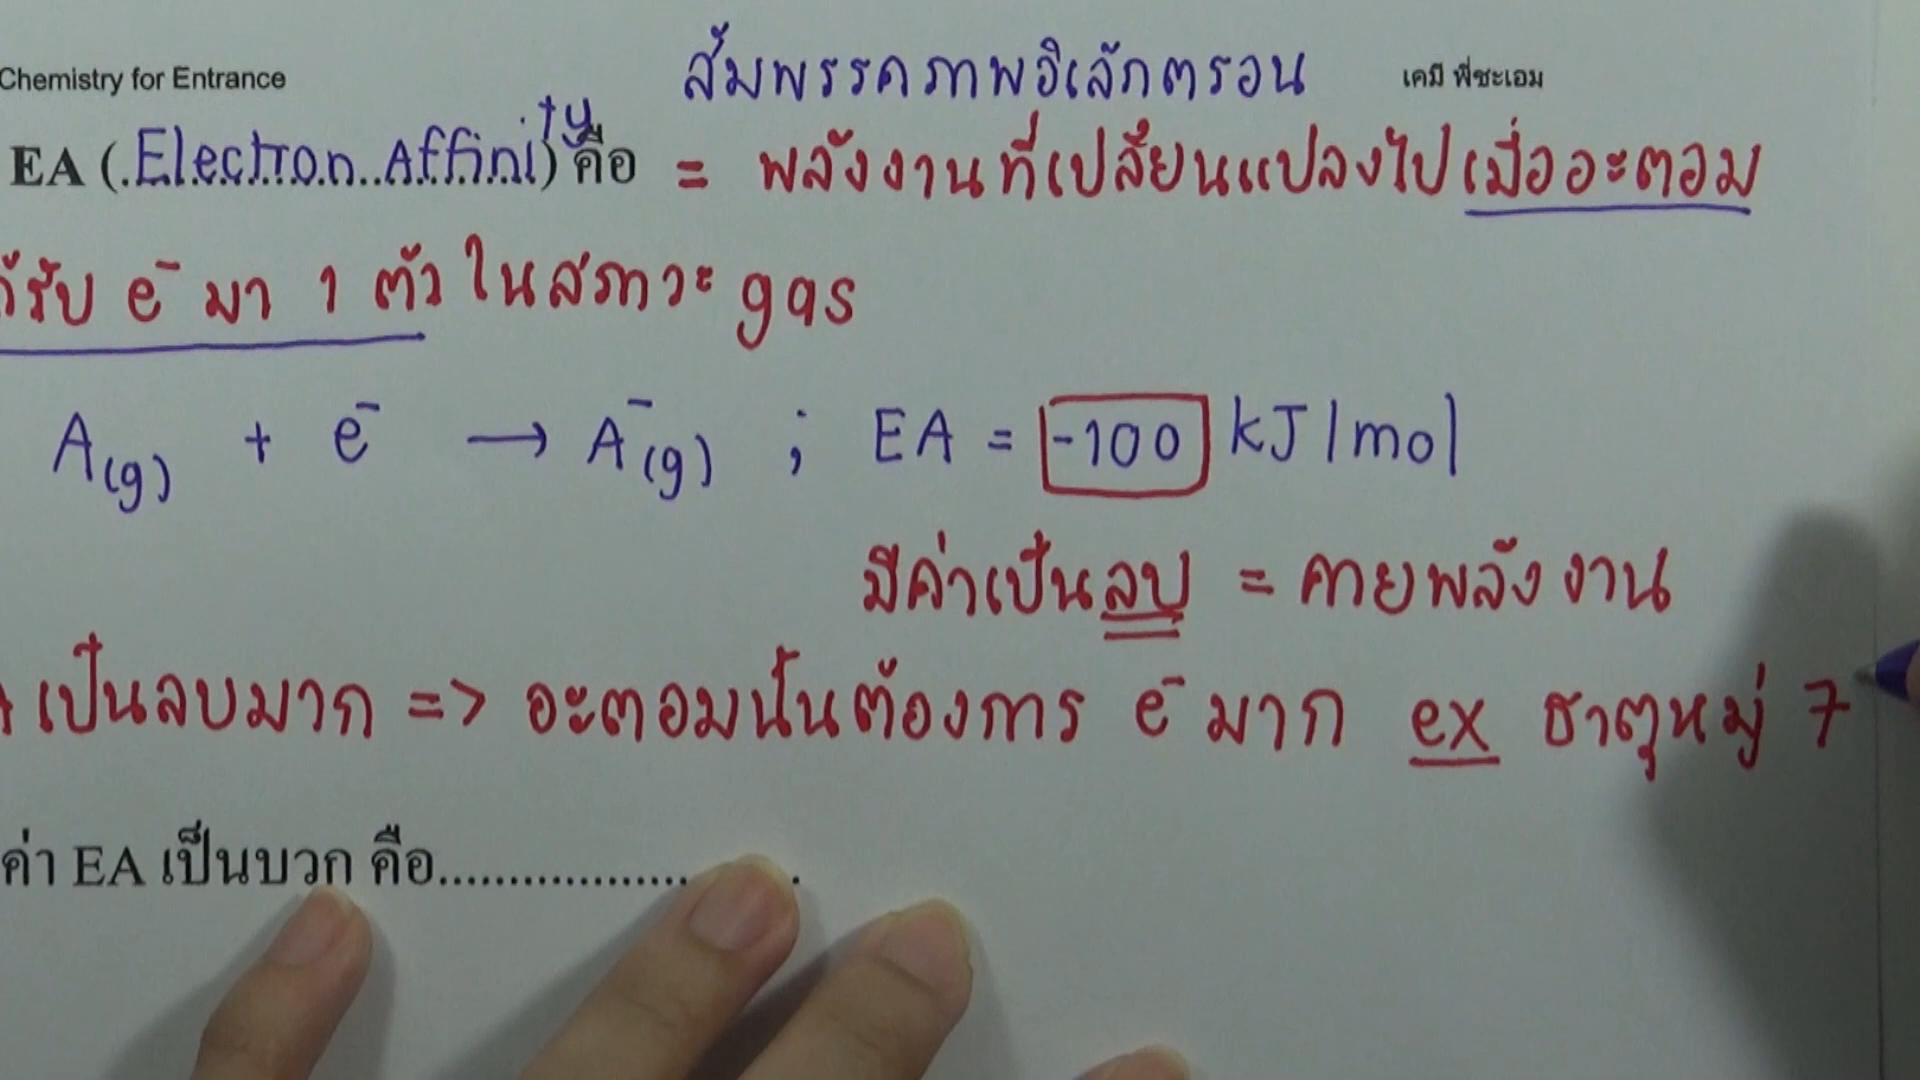 สัมพรรคภาพอิเล็กตรอน
Chemistry for Entrance เคมี พี่ชะเอม
EA (.Electron Affinity) คือ = พลังงานที่เปลี่ยนแปลงไปเมื่ออะตอม
รับ e⁻ มา 1 ตัว ในสภาวะ gas
A(g) + e⁻ → A⁻(g) ; EA = -100 kJ/mol
มีค่าเป็นลบ = คายพลังงาน
เป็นลบมาก => อะตอมนั้นต้องการ e⁻ มาก ex ธาตุหมู่ 7
ค่า EA เป็นบวก คือ....................